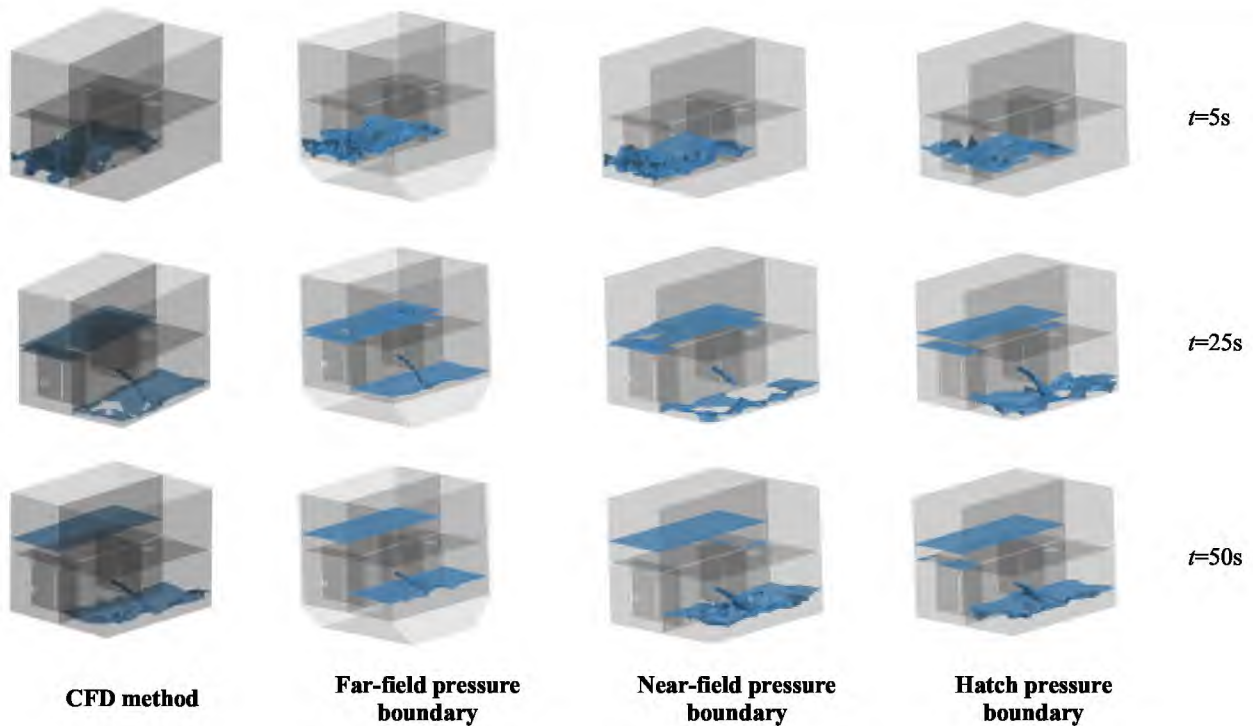 t=5s
t=25s
t=50s
CFD method
Far-field pressure
boundary
Near-field pressure
boundary
Hatch pressure
boundary